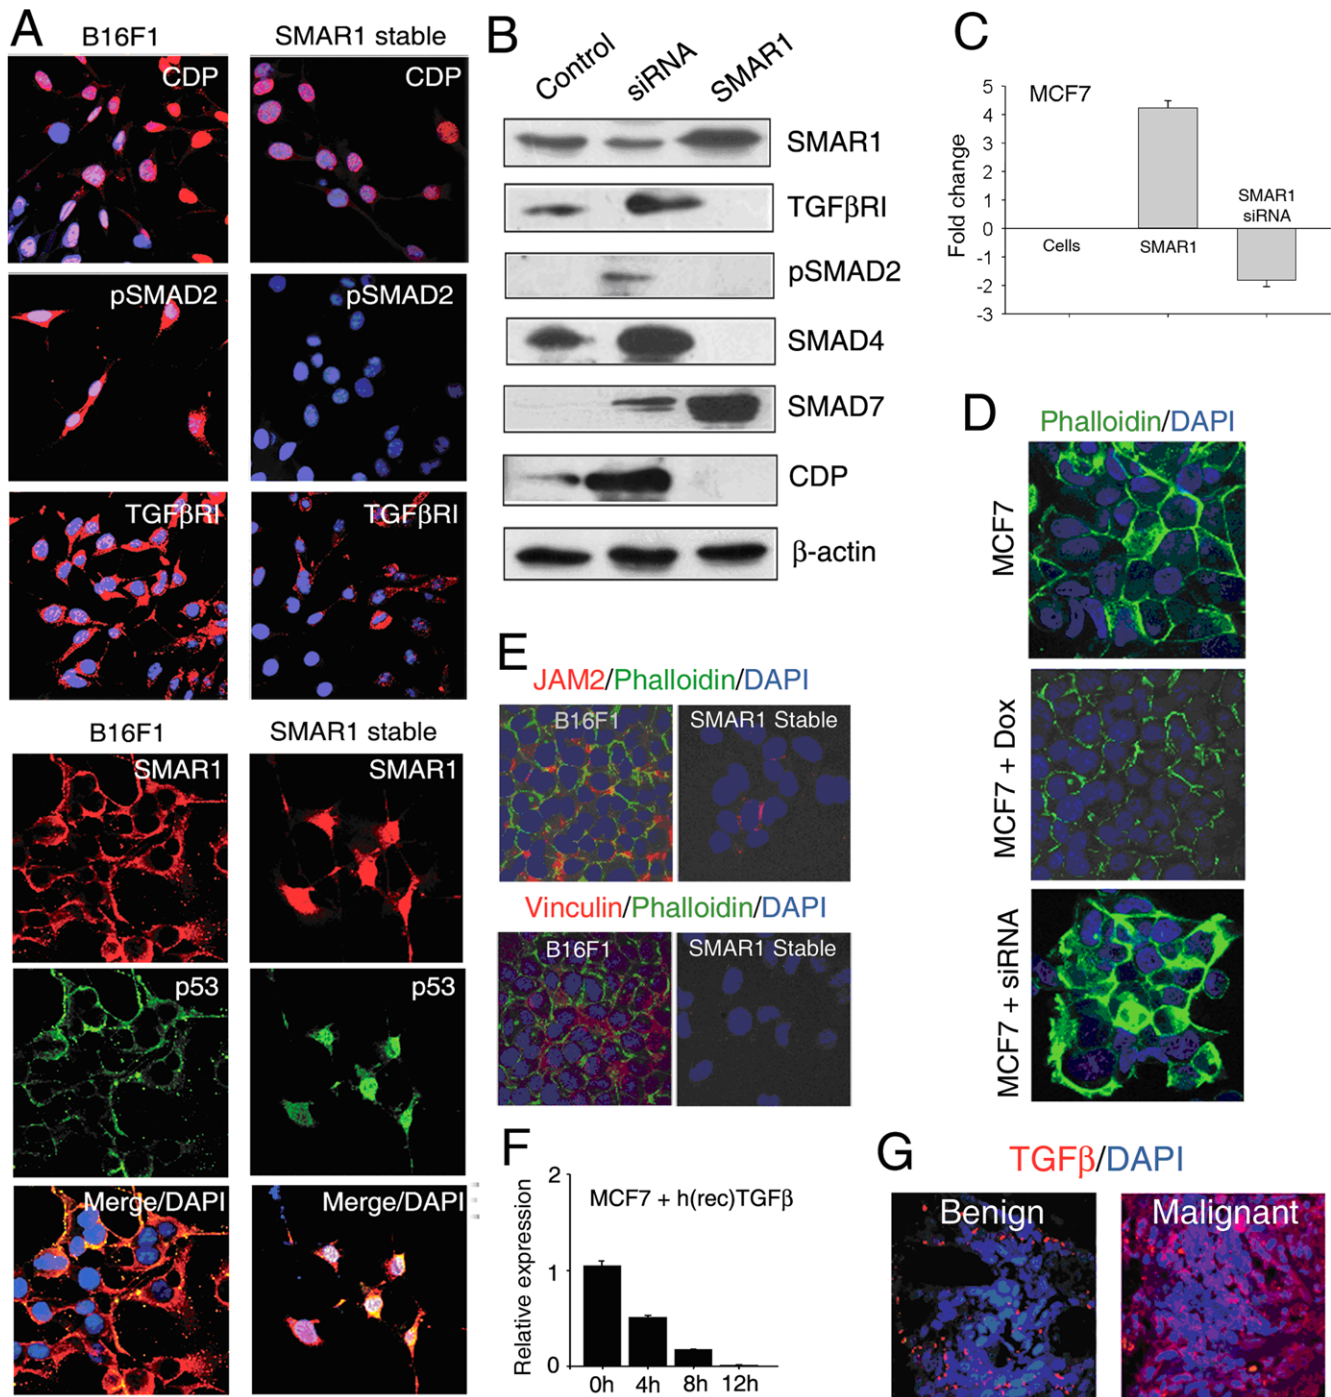 A
B16F1
SMAR1 stable
CDP
CDP
pSMAD2
pSMAD2
TGFβRI
TGFβRI
B16F1
SMAR1 stable
SMAR1
SMAR1
p53
p53
Merge/DAPI
Merge/DAPI
B
Control
siRNA
SMAR1
SMAR1
TGFβRI
pSMAD2
SMAD4
SMAD7
CDP
β-actin
C
MCF7
Fold change
5
4
3
2
1
0
-1
-2
-3
Cells
SMAR1
SMAR1
siRNA
D
Phalloidin/DAPI
MCF7
MCF7 + Dox
MCF7 + siRNA
E
JAM2/Phalloidin/DAPI
B16F1
SMAR1 Stable
Vinculin/Phalloidin/DAPI
B16F1
SMAR1 Stable
F
MCF7 + h(rec)TGFβ
Relative expression
2
1
0
0h 4h 8h 12h
G
TGFβ/DAPI
Benign
Malignant